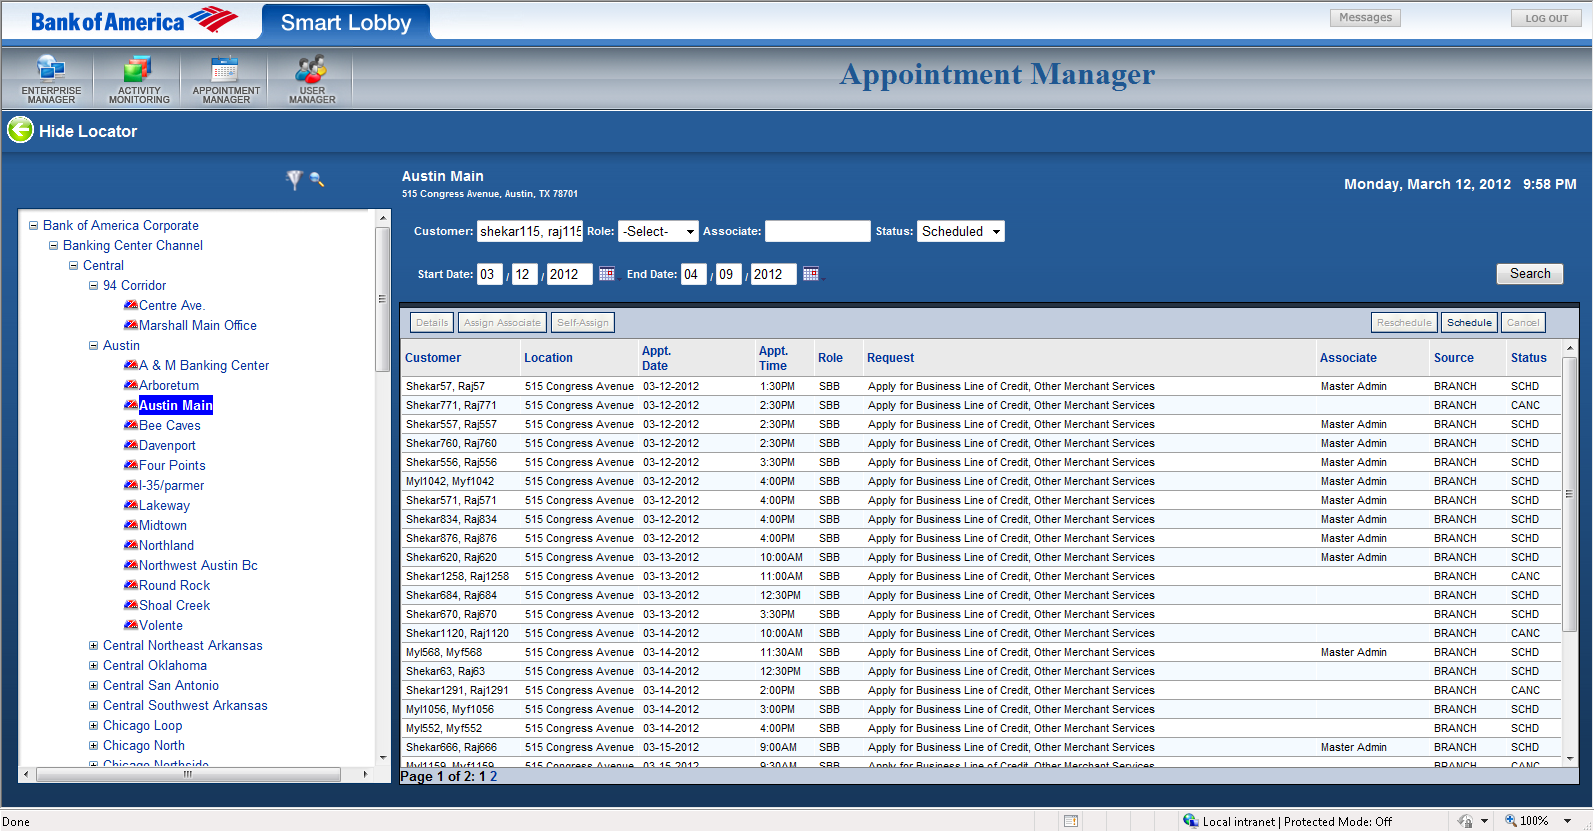 Bank of America Smart Lobby Messages LOG OUT
ENTERPRISE MANAGER ACTIVITY MONITORING APPOINTMENT MANAGER USER MANAGER Appointment Manager
Hide Locator
Austin Main
515 Congress Avenue, Austin, TX 78701
Monday, March 12, 2012 9:58 PM
Bank of America Corporate
Banking Center Channel
Central
94 Corridor
Centre Ave.
Marshall Main Office
Austin
A & M Banking Center
Arboretum
Austin Main
Bee Caves
Davenport
Four Points
I-35/parmer
Lakeway
Midtown
Northland
Northwest Austin Bc
Round Rock
Shoal Creek
Volente
Central Northeast Arkansas
Central Oklahoma
Central San Antonio
Central Southwest Arkansas
Chicago Loop
Chicago North
Chicago Northside
Customer: shekar115, raj115 Role: -Select- Associate: Status: Scheduled
Start Date: 03 / 12 / 2012 End Date: 04 / 09 / 2012 Search
Details Assign Associate Self-Assign Reschedule Schedule Cancel
Customer Location Appt. Date Appt. Time Role Request Associate Source Status
Shekar57, Raj57 515 Congress Avenue 03-12-2012 1:30PM SBB Apply for Business Line of Credit, Other Merchant Services Master Admin BRANCH SCHD
Shekar771, Raj771 515 Congress Avenue 03-12-2012 2:30PM SBB Apply for Business Line of Credit, Other Merchant Services BRANCH CANC
Shekar557, Raj557 515 Congress Avenue 03-12-2012 2:30PM SBB Apply for Business Line of Credit, Other Merchant Services Master Admin BRANCH SCHD
Shekar760, Raj760 515 Congress Avenue 03-12-2012 2:30PM SBB Apply for Business Line of Credit, Other Merchant Services Master Admin BRANCH SCHD
Shekar556, Raj556 515 Congress Avenue 03-12-2012 3:30PM SBB Apply for Business Line of Credit, Other Merchant Services Master Admin BRANCH SCHD
Myl1042, Myf1042 515 Congress Avenue 03-12-2012 4:00PM SBB Apply for Business Line of Credit, Other Merchant Services Master Admin BRANCH SCHD
Shekar571, Raj571 515 Congress Avenue 03-12-2012 4:00PM SBB Apply for Business Line of Credit, Other Merchant Services Master Admin BRANCH SCHD
Shekar834, Raj834 515 Congress Avenue 03-12-2012 4:00PM SBB Apply for Business Line of Credit, Other Merchant Services Master Admin BRANCH SCHD
Shekar876, Raj876 515 Congress Avenue 03-12-2012 4:00PM SBB Apply for Business Line of Credit, Other Merchant Services Master Admin BRANCH SCHD
Shekar620, Raj620 515 Congress Avenue 03-13-2012 10:00AM SBB Apply for Business Line of Credit, Other Merchant Services Master Admin BRANCH SCHD
Shekar1258, Raj1258 515 Congress Avenue 03-13-2012 11:00AM SBB Apply for Business Line of Credit, Other Merchant Services BRANCH CANC
Shekar684, Raj684 515 Congress Avenue 03-13-2012 12:30PM SBB Apply for Business Line of Credit, Other Merchant Services BRANCH SCHD
Shekar670, Raj670 515 Congress Avenue 03-13-2012 3:30PM SBB Apply for Business Line of Credit, Other Merchant Services BRANCH SCHD
Shekar1120, Raj1120 515 Congress Avenue 03-14-2012 10:00AM SBB Apply for Business Line of Credit, Other Merchant Services BRANCH CANC
Myl568, Myf568 515 Congress Avenue 03-14-2012 11:30AM SBB Apply for Business Line of Credit, Other Merchant Services Master Admin BRANCH SCHD
Shekar63, Raj63 515 Congress Avenue 03-14-2012 12:30PM SBB Apply for Business Line of Credit, Other Merchant Services BRANCH SCHD
Shekar1291, Raj1291 515 Congress Avenue 03-14-2012 2:00PM SBB Apply for Business Line of Credit, Other Merchant Services BRANCH CANC
Myl1056, Myf1056 515 Congress Avenue 03-14-2012 3:00PM SBB Apply for Business Line of Credit, Other Merchant Services BRANCH SCHD
Myl552, Myf552 515 Congress Avenue 03-14-2012 4:00PM SBB Apply for Business Line of Credit, Other Merchant Services BRANCH SCHD
Shekar666, Raj666 515 Congress Avenue 03-15-2012 9:00AM SBB Apply for Business Line of Credit, Other Merchant Services Master Admin BRANCH SCHD
Myl1159, Myf1159 515 Congress Avenue 03-15-2012 9:30AM SBB Apply for Business Line of Credit, Other Merchant Services BRANCH CANC
Page 1 of 2: 1 2
Done Local intranet | Protected Mode: Off 100%